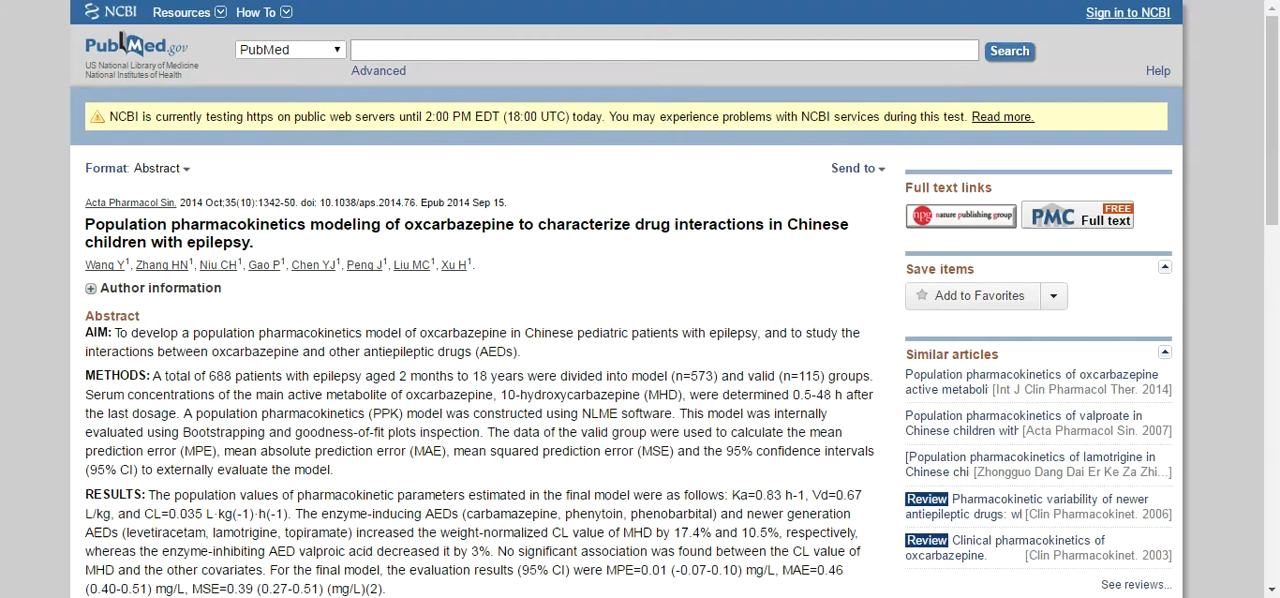 NCBI Resources How To Sign in to NCBI
PubMed.gov
US National Library of Medicine
National Institutes of Health
PubMed
Search
Advanced
Help
NCBI is currently testing https on public web servers until 2:00 PM EDT (18:00 UTC) today. You may experience problems with NCBI services during this test. Read more.
Format: Abstract
Send to
Acta Pharmacol Sin. 2014 Oct;35(10):1342-50. doi: 10.1038/aps.2014.76. Epub 2014 Sep 15.
Population pharmacokinetics modeling of oxcarbazepine to characterize drug interactions in Chinese
children with epilepsy.
Wang Y1, Zhang HN1, Niu CH1, Gao P1, Chen YJ1, Peng J1, Liu MC1, Xu H1.
Author information
Abstract
AIM: To develop a population pharmacokinetics model of oxcarbazepine in Chinese pediatric patients with epilepsy, and to study the
interactions between oxcarbazepine and other antiepileptic drugs (AEDs).
METHODS: A total of 688 patients with epilepsy aged 2 months to 18 years were divided into model (n=573) and valid (n=115) groups.
Serum concentrations of the main active metabolite of oxcarbazepine, 10-hydroxycarbazepine (MHD), were determined 0.5-48 h after
the last dosage. A population pharmacokinetics (PPK) model was constructed using NLME software. This model was internally
evaluated using Bootstrapping and goodness-of-fit plots inspection. The data of the valid group were used to calculate the mean
prediction error (MPE), mean absolute prediction error (MAE), mean squared prediction error (MSE) and the 95% confidence intervals
(95% CI) to externally evaluate the model.
RESULTS: The population values of pharmacokinetic parameters estimated in the final model were as follows: Ka=0.83 h-1, Vd=0.67
L/kg, and CL=0.035 L·kg(-1)·h(-1). The enzyme-inducing AEDs (carbamazepine, phenytoin, phenobarbital) and newer generation
AEDs (levetiracetam, lamotrigine, topiramate) increased the weight-normalized CL value of MHD by 17.4% and 10.5%, respectively,
whereas the enzyme-inhibiting AED valproic acid decreased it by 3%. No significant association was found between the CL value of
MHD and the other covariates. For the final model, the evaluation results (95% CI) were MPE=0.01 (-0.07-0.10) mg/L, MAE=0.46
(0.40-0.51) mg/L, MSE=0.39 (0.27-0.51) (mg/L)(2).
Full text links
npg nature publishing group
PMC FREE Full text
Save items
Add to Favorites
Similar articles
Population pharmacokinetics of oxcarbazepine
active metaboli [Int J Clin Pharmacol Ther. 2014]
Population pharmacokinetics of valproate in
Chinese children with [Acta Pharmacol Sin. 2007]
[Population pharmacokinetics of lamotrigine in
Chinese chi [Zhongguo Dang Dai Er Ke Za Zhi...]
Review Pharmacokinetic variability of newer
antiepileptic drugs: wl [Clin Pharmacokinet. 2006]
Review Clinical pharmacokinetics of
oxcarbazepine. [Clin Pharmacokinet. 2003]
See reviews...